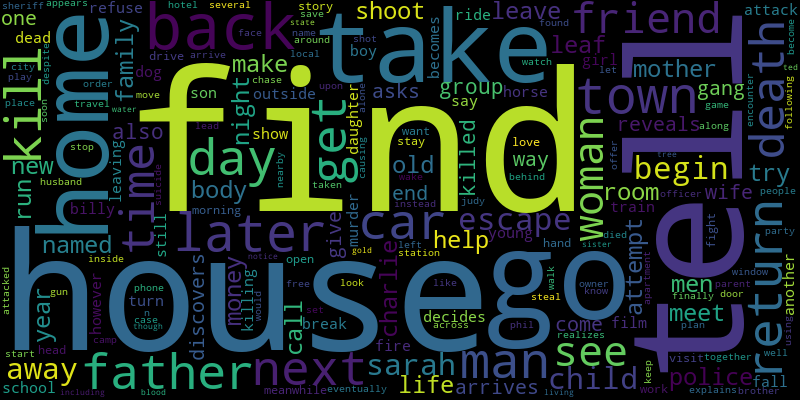 sheriff appears hotel several story
one refuse save shoot leave friend ride attack
dead around boy becomes leaf girl found
kill home family back take find tell town death
drive arrive face name local shot watch
city play place despite dog make asks group mother gang
move chase outside say horse let
order son night upon game
new travel also show get daughter want stay killed love way woman reveals along encounter following
water day old behind begin
run stop leaving time body end try
husband billy suicide morning taken nearby murder instead judy wake young escape room train officer wife people
later car give help hand offer tree died sister fight party
named still discovers money open left station men window
inside house go like walk owner know see attempt apartment return
attacked gun phone turn case though however killing would call free look break set charlie gold steal decides across phil come film meet another
year n notice fire realizes finally door using
start head father next sarah man arrives child visit together well
away camp school including blood meanwhile eventually life living work keep police explains brother plan fall
parent state lead causing alice soon ted